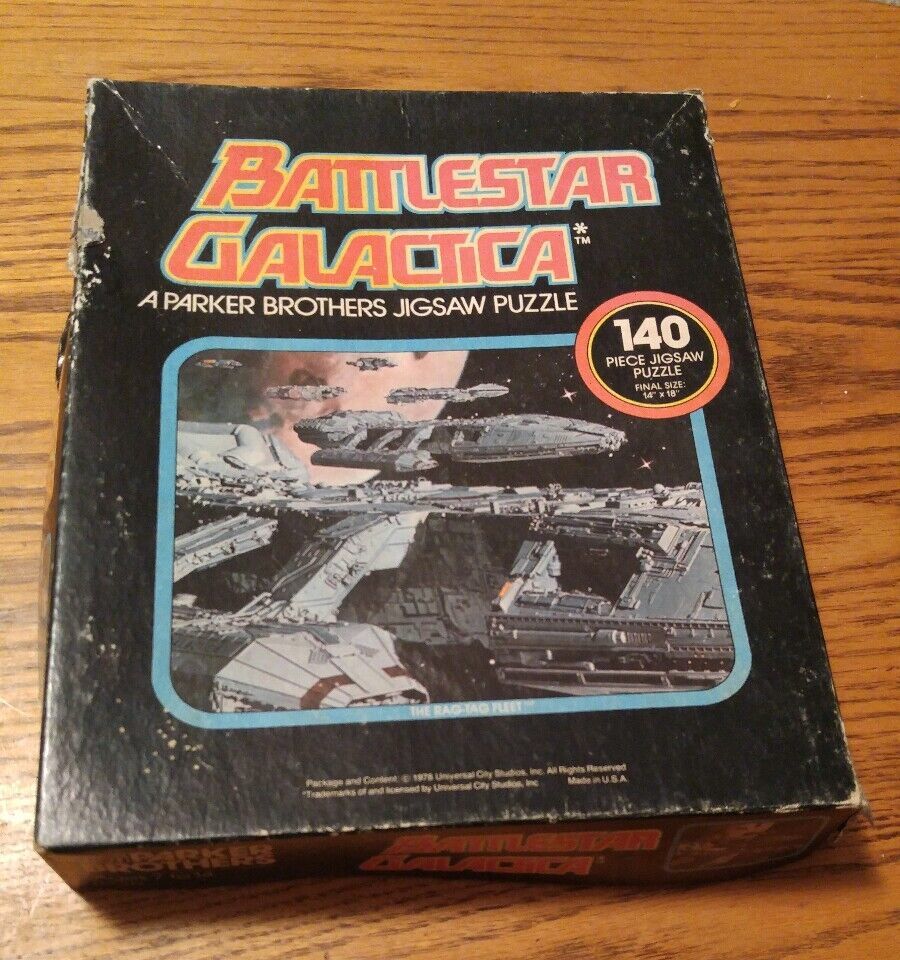 BATTLESTAR
GALACTICA*™
A PARKER BROTHERS JIGSAW PUZZLE
140
PIECE JIGSAW
PUZZLE
FINAL SIZE:
14" x 18"
THE RAG-TAG FLEET™
Package and Content © 1978 Universal City Studios, Inc. All Rights Reserved
*Trademarks of and licensed by Universal City Studios, Inc Made in U.S.A.
PARKER
BROTHERS
BATTLESTAR
GALACTICA*